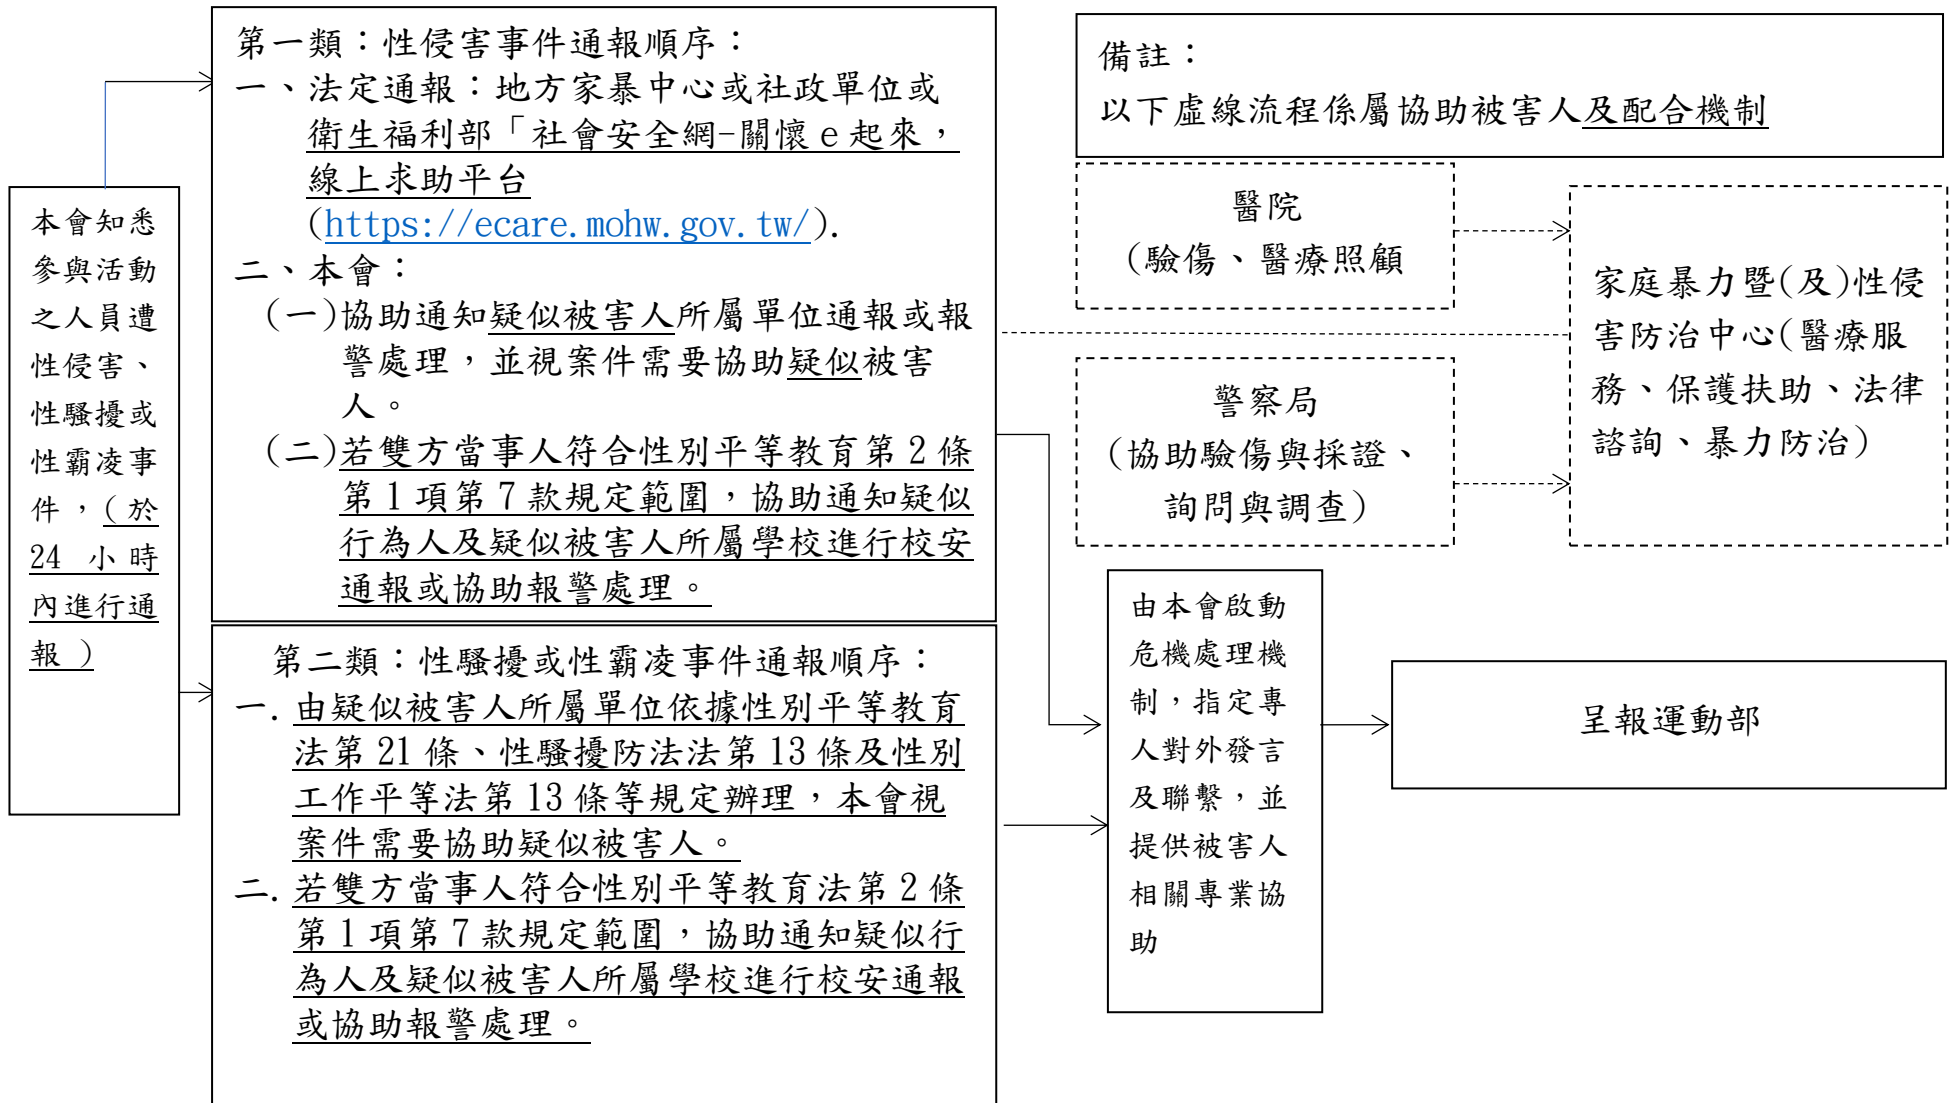 本會知悉
參與活動
之人員遭
性侵害、
性騷擾或
性霸凌事
件，(於
24 小時
內進行通
報 )
第一類：性侵害事件通報順序：
一、法定通報：地方家暴中心或社政單位或
衛生福利部「社會安全網-關懷 e 起來，
線上求助平台
(https://ecare.mohw.gov.tw/).
二、本會：
(一)協助通知疑似被害人所屬單位通報或報
警處理，並視案件需要協助疑似被害
人。
(二)若雙方當事人符合性別平等教育第 2 條
第 1 項第 7 款規定範圍，協助通知疑似
行為人及疑似被害人所屬學校進行校安
通報或協助報警處理。
第二類：性騷擾或性霸凌事件通報順序：
一. 由疑似被害人所屬單位依據性別平等教育
法第 21 條、性騷擾防法法第 13 條及性別
工作平等法第 13 條等規定辦理，本會視
案件需要協助疑似被害人。
二. 若雙方當事人符合性別平等教育法第 2 條
第 1 項第 7 款規定範圍，協助通知疑似行
為人及疑似被害人所屬學校進行校安通報
或協助報警處理。
備註：
以下虛線流程係屬協助被害人及配合機制
醫院
(驗傷、醫療照顧
警察局
(協助驗傷與採證、
詢問與調查)
家庭暴力暨(及)性侵
害防治中心(醫療服
務、保護扶助、法律
諮詢、暴力防治)
由本會啟動
危機處理機
制，指定專
人對外發言
及聯繫，並
提供被害人
相關專業協
助
呈報運動部